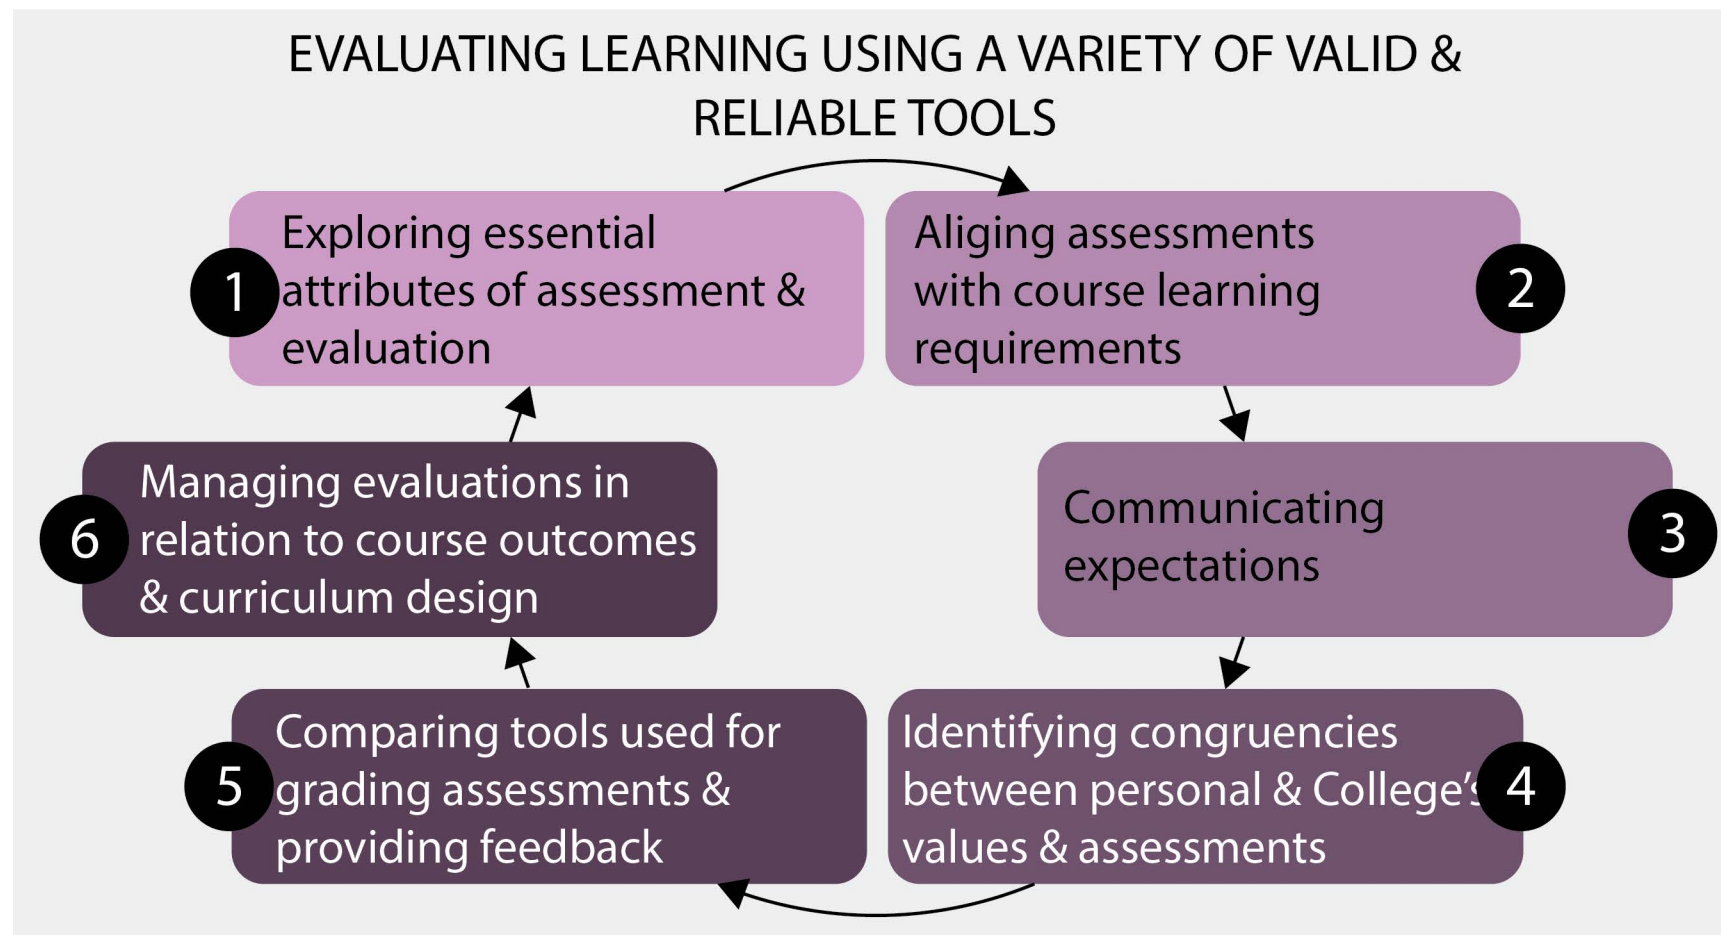 EVALUATING LEARNING USING A VARIETY OF VALID &
RELIABLE TOOLS
1
Exploring essential
attributes of assessment &
evaluation
2
Aliging assessments
with course learning
requirements
3
Communicating
expectations
4
Identifying congruencies
between personal & College's
values & assessments
5
Comparing tools used for
grading assessments &
providing feedback
6
Managing evaluations in
relation to course outcomes
& curriculum design